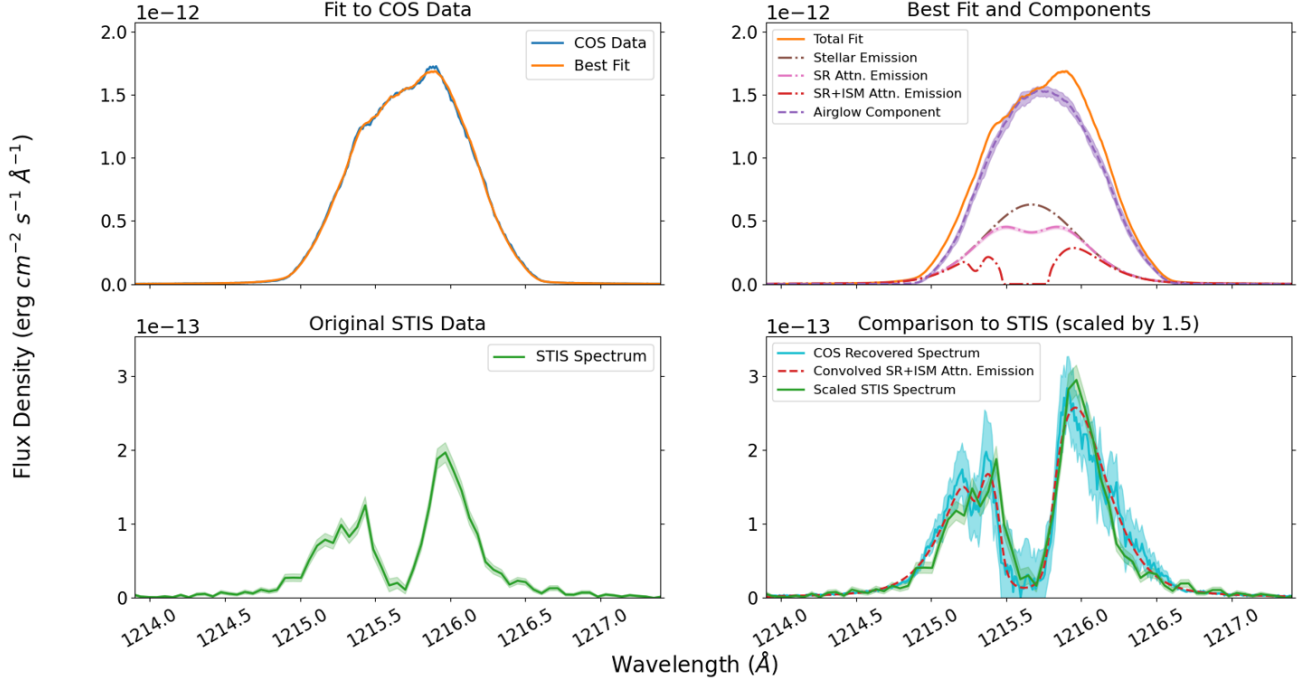 Fit to COS Data
1e−12
COS Data
Best Fit
2.0
1.5
1.0
0.5
0.0
Best Fit and Components
1e−12
Total Fit
Stellar Emission
SR Attn. Emission
SR+ISM Attn. Emission
Airglow Component
2.0
1.5
1.0
0.5
0.0
Flux Density (erg cm−2 s−1 Å−1)
Original STIS Data
1e−13
STIS Spectrum
3
2
1
0
1214.0
1214.5
1215.0
1215.5
1216.0
1216.5
1217.0
Comparison to STIS (scaled by 1.5)
1e−13
COS Recovered Spectrum
Convolved SR+ISM Attn. Emission
Scaled STIS Spectrum
3
2
1
0
1214.0
1214.5
1215.0
1215.5
1216.0
1216.5
1217.0
Wavelength (Å)